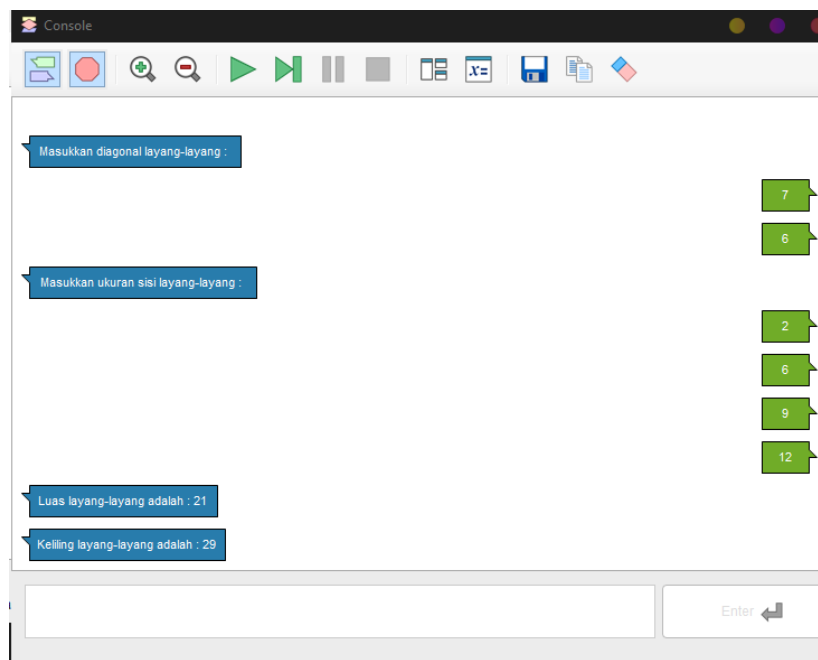 Console
x=
Masukkan diagonal layang-layang :
7
6
Masukkan ukuran sisi layang-layang :
2
6
9
12
Luas layang-layang adalah : 21
Keliling layang-layang adalah : 29
Enter